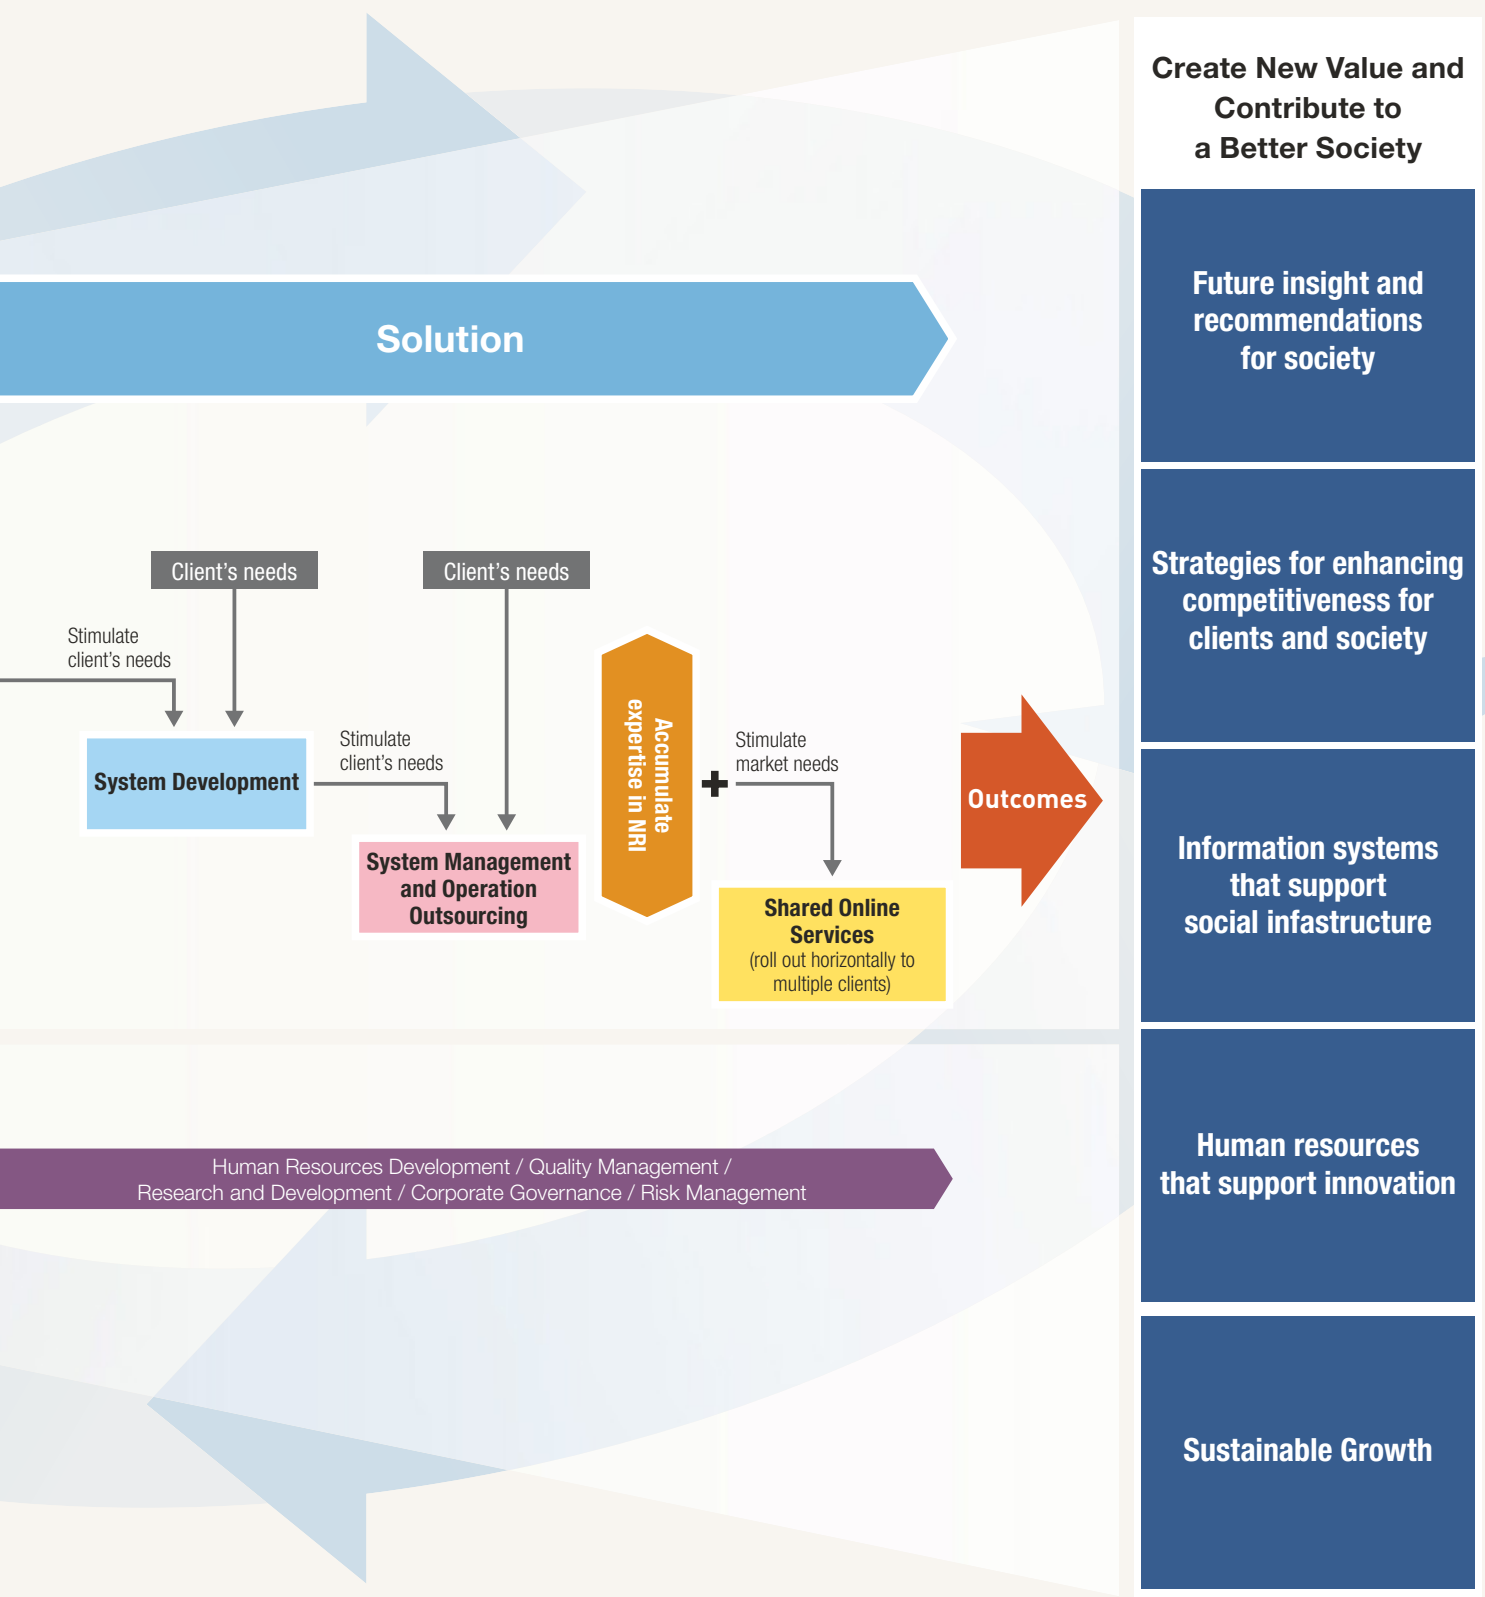 Create New Value and
Contribute to
a Better Society
Solution
Future insight and
recommendations
for society
Strategies for enhancing
competitiveness for
clients and society
Client's needs
Client's needs
Stimulate
client's needs
System Development
Stimulate
client's needs
System Management
and Operation
Outsourcing
Accumulate
expertise in NRI
Stimulate
market needs
Shared Online
Services
(roll out horizontally to
multiple clients)
Outcomes
Information systems
that support
social infastructure
Human Resources Development / Quality Management /
Research and Development / Corporate Governance / Risk Management
Human resources
that support innovation
Sustainable Growth